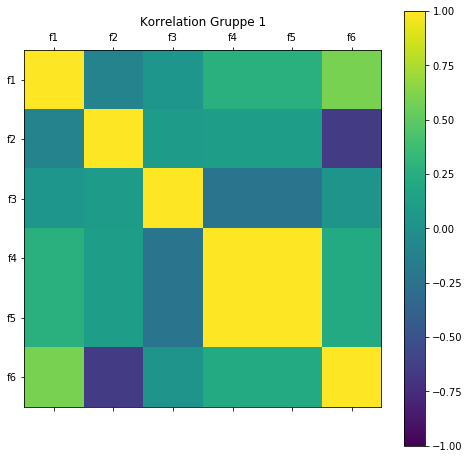 Korrelation Gruppe 1
f1 f2 f3 f4 f5 f6
f1
f2
f3
f4
f5
f6
1.00
0.75
0.50
0.25
0.00
−0.25
−0.50
−0.75
−1.00